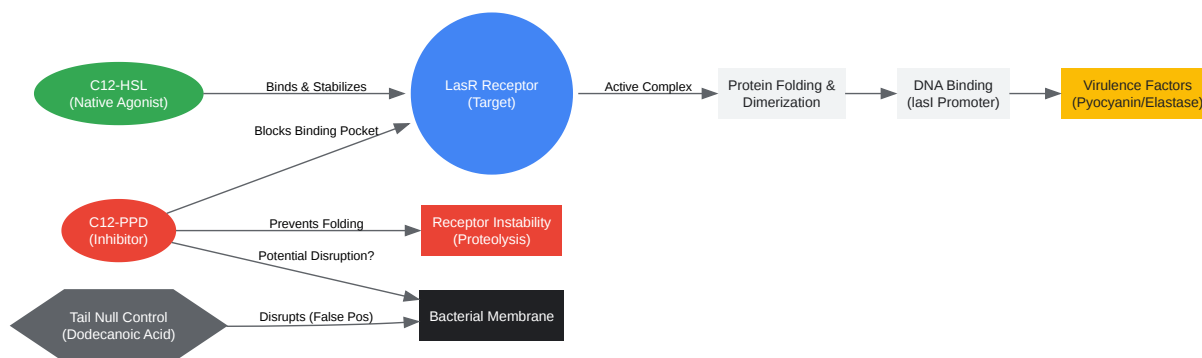 C12-HSL
(Native Agonist)
Binds & Stabilizes
LasR Receptor
(Target)
Active Complex
Protein Folding &
Dimerization
DNA Binding
(lasI Promoter)
Virulence Factors
(Pyocyanin/Elastase)
Blocks Binding Pocket
C12-PPD
(Inhibitor)
Prevents Folding
Receptor Instability
(Proteolysis)
Potential Disruption?
Tail Null Control
(Dodecanoic Acid)
Disrupts (False Pos)
Bacterial Membrane